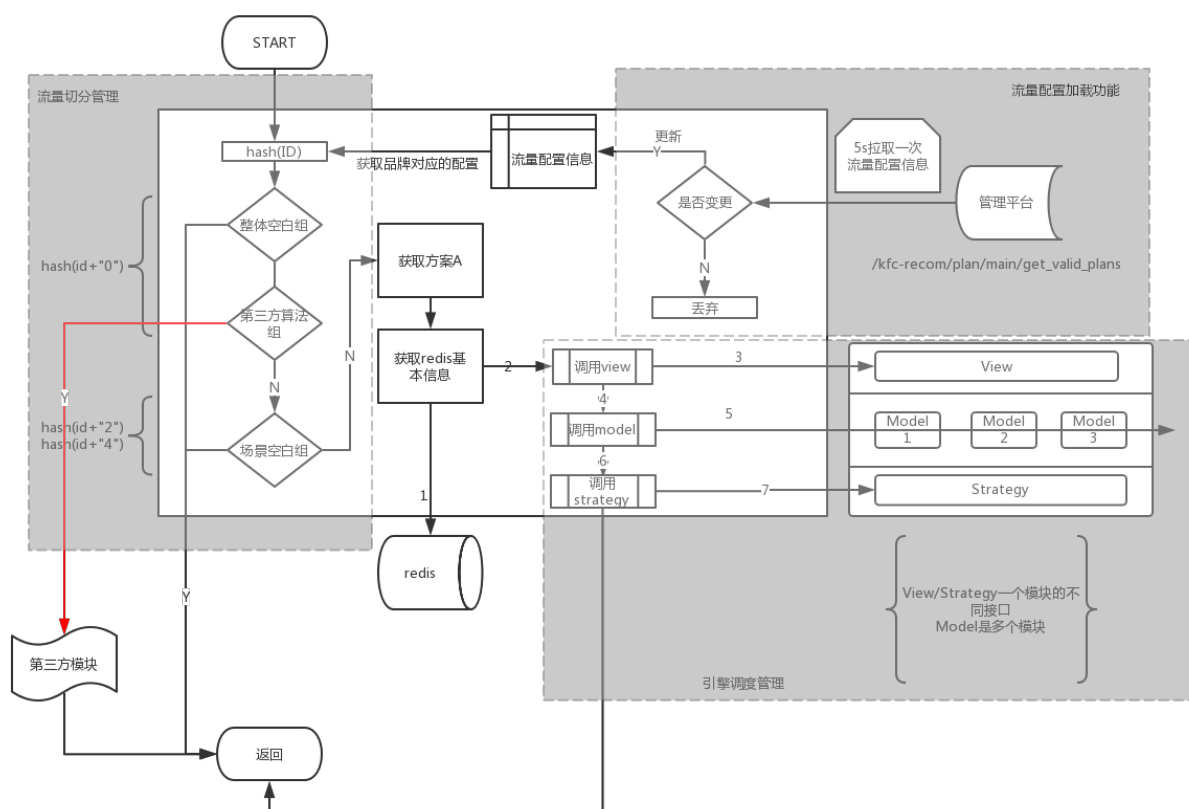 START
流量切分管理
流量配置加载功能
hash(ID)
获取品牌对应的配置
流量配置信息
更新
Y
5s拉取一次
流量配置信息
是否变更
管理平台
整体空白组
hash(id+"0")
获取方案A
N
/kfc-recom/plan/main/get_valid_plans
丢弃
第三方算法
组
N
获取redis基
本信息
2
调用view
3
View
Y
N
4
hash(id+"2")
hash(id+"4")
场景空白组
调用model
5
Model
1
Model
2
Model
3
6
1
调用
strategy
7
Strategy
redis
Y
View/Strategy一个模块的不
同接口
Model是多个模块
第三方模块
引擎调度管理
返回